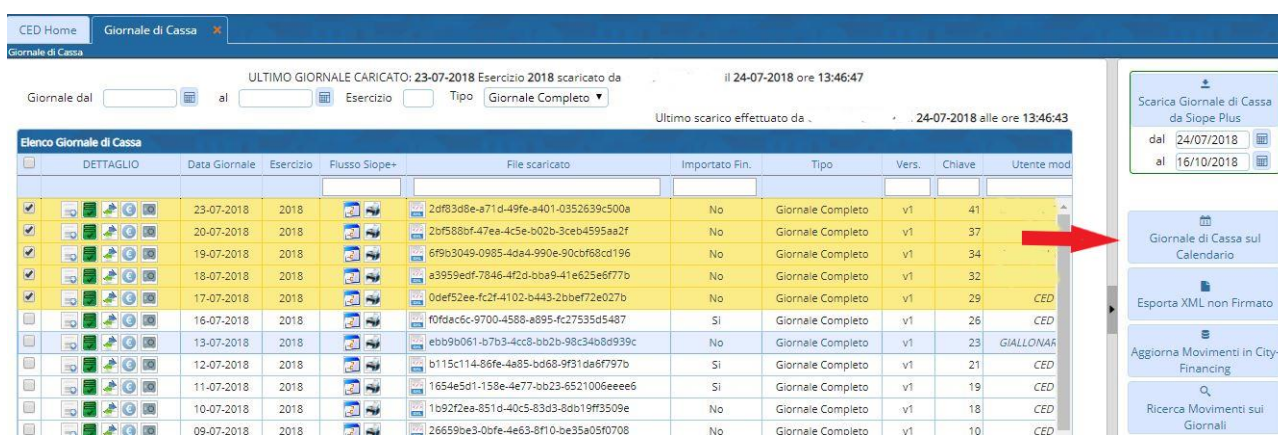 CED Home Giornale di Cassa ×
Giornale di Cassa
ULTIMO GIORNALE CARICATO: 23-07-2018 Esercizio 2018 scaricato da il 24-07-2018 ore 13:46:47
Giornale dal al Esercizio Tipo Giornale Completo ▼
Ultimo scarico effettuato da 24-07-2018 alle ore 13:46:43
Elenco Giornale di Cassa
DETTAGLIO Data Giornale Esercizio Flusso Siope+ File scaricato Importato Fin. Tipo Vers. Chiave Utente mod
23-07-2018 2018 2df83d8e-a71d-49fe-a401-0352639c500a No Giornale Completo v1 41
20-07-2018 2018 2bf588bf-47ea-4c5e-b02b-3ceb4595aa2f No Giornale Completo v1 37
19-07-2018 2018 6f9b3049-0985-4da4-990e-90cbf68cd196 No Giornale Completo v1 34
18-07-2018 2018 a3959edf-7846-4f2d-bba9-41e625e6f77b No Giornale Completo v1 32
17-07-2018 2018 0def52ee-fc2f-4102-b443-2bbef72e027b No Giornale Completo v1 29 CED
16-07-2018 2018 f0fdac6c-9700-4588-a895-fc27535d5487 Si Giornale Completo v1 26 CED
13-07-2018 2018 ebb9b061-b7b3-4cc8-bb2b-98c34b8d939c No Giornale Completo v1 23 GIALLONAR
12-07-2018 2018 b115c114-86fe-4a85-bd68-9f31da6f797b Si Giornale Completo v1 21 CED
11-07-2018 2018 1654e5d1-158e-4e77-bb23-6521006eeee6 Si Giornale Completo v1 19 CED
10-07-2018 2018 1b92f2ea-851d-40c5-83d3-8db19ff3509e No Giornale Completo v1 18 CED
09-07-2018 2018 26659be3-0bfe-4e63-8f10-be35a05f0708 No Giornale Completo v1 10 CED
Scarica Giornale di Cassa
da Siope Plus
dal 24/07/2018
al 16/10/2018
Giornale di Cassa sul
Calendario
Esporta XML non Firmato
Aggiorna Movimenti in City-
Financing
Ricerca Movimenti sui
Giornali